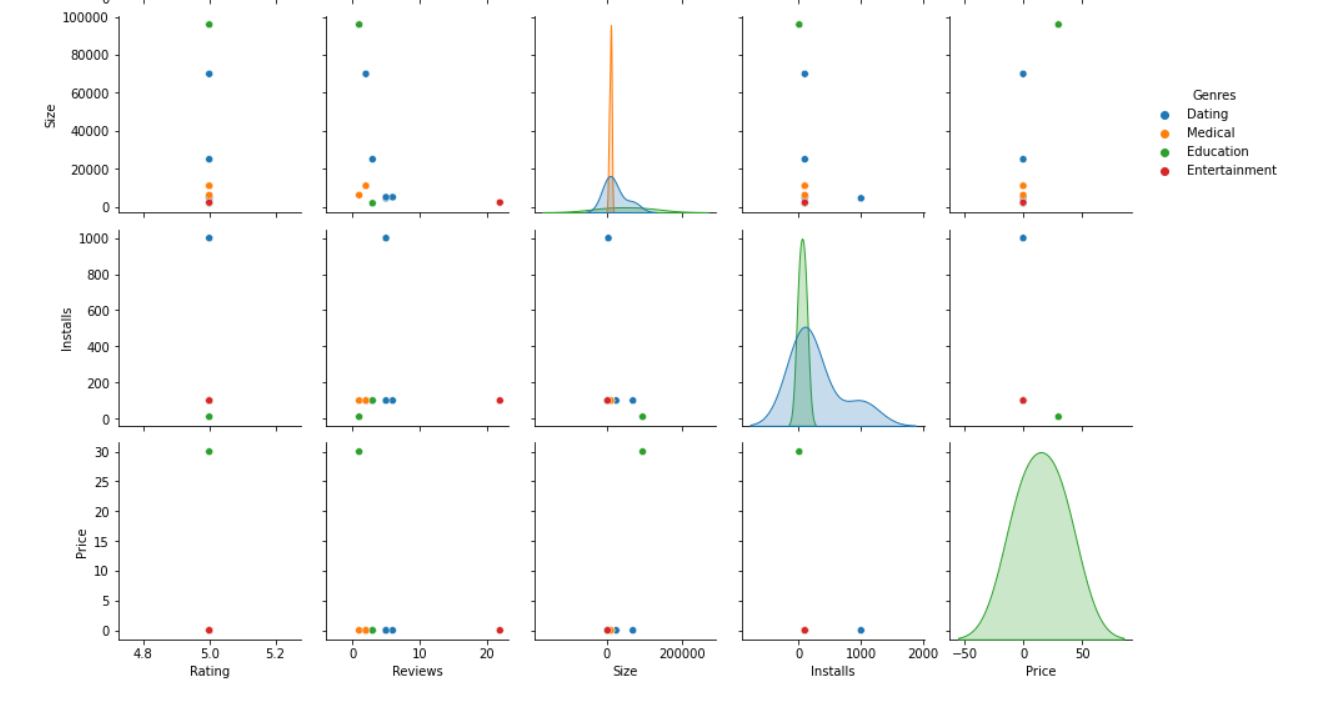 100000
80000
60000
40000
20000
0
Size
Genres
Dating
Medical
Education
Entertainment
1000
800
600
400
200
0
Installs
30
25
20
15
10
5
0
Price
4.8 5.0 5.2
Rating
0 10 20
Reviews
0 200000
Size
0 1000 2000
Installs
−50 0 50
Price